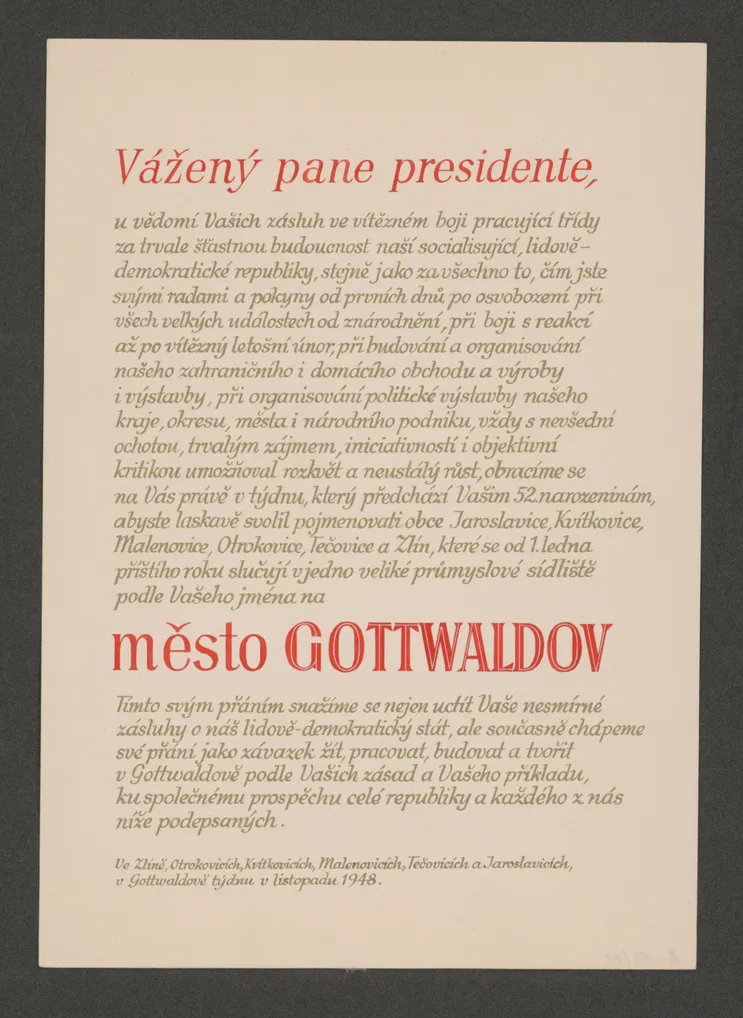 Vážený pane presidente,
u vědomí Vašich zásluh ve vítězném boji pracující třídy
za trvale šťastnou budoucnost naší socialisující, lidově-
demokratické republiky, stejně jako za všechno to, čím jste
svými radami a pokyny od prvních dnů po osvobození při
všech velkých událostech od znárodnění, při boji s reakcí
až po vítězný letošní únor, při budování a organisování
našeho zahraničního i domácího obchodu a výroby
i výstavby, při organisování politické výstavby našeho
kraje, okresu, města i národního podniku, vždy s nevšední
ochotou, trvalým zájmem, iniciativností i objektivní
kritikou umožňoval rozkvět a neustálý růst, obracíme se
na Vás právě v týdnu, který předchází Vašim 52. narozeninám,
abyste laskavě svolil pojmenovati obce Jaroslavice, Kvítkovice,
Malenovice, Otrokovice, Tečovice a Zlín, které se od 1. ledna
příštího roku slučují v jedno veliké průmyslové sídliště
podle Vašeho jména na
město GOTTWALDOV
Tímto svým přáním snažíme se nejen uctít Vaše nesmírné
zásluhy o náš lidově-demokratický stát, ale současně chápeme
své přání jako závazek žít, pracovat, budovat a tvořit
v Gottwaldově podle Vašich zásad a Vašeho příkladu,
ku společnému prospěchu celé republiky a každého z nás
níže podepsaných.
Ve Zlíně, Otrokovicích, Kvítkovicích, Malenovicích, Tečovicích a Jaroslavicích,
v Gottwaldově týdnu v listopadu 1948.